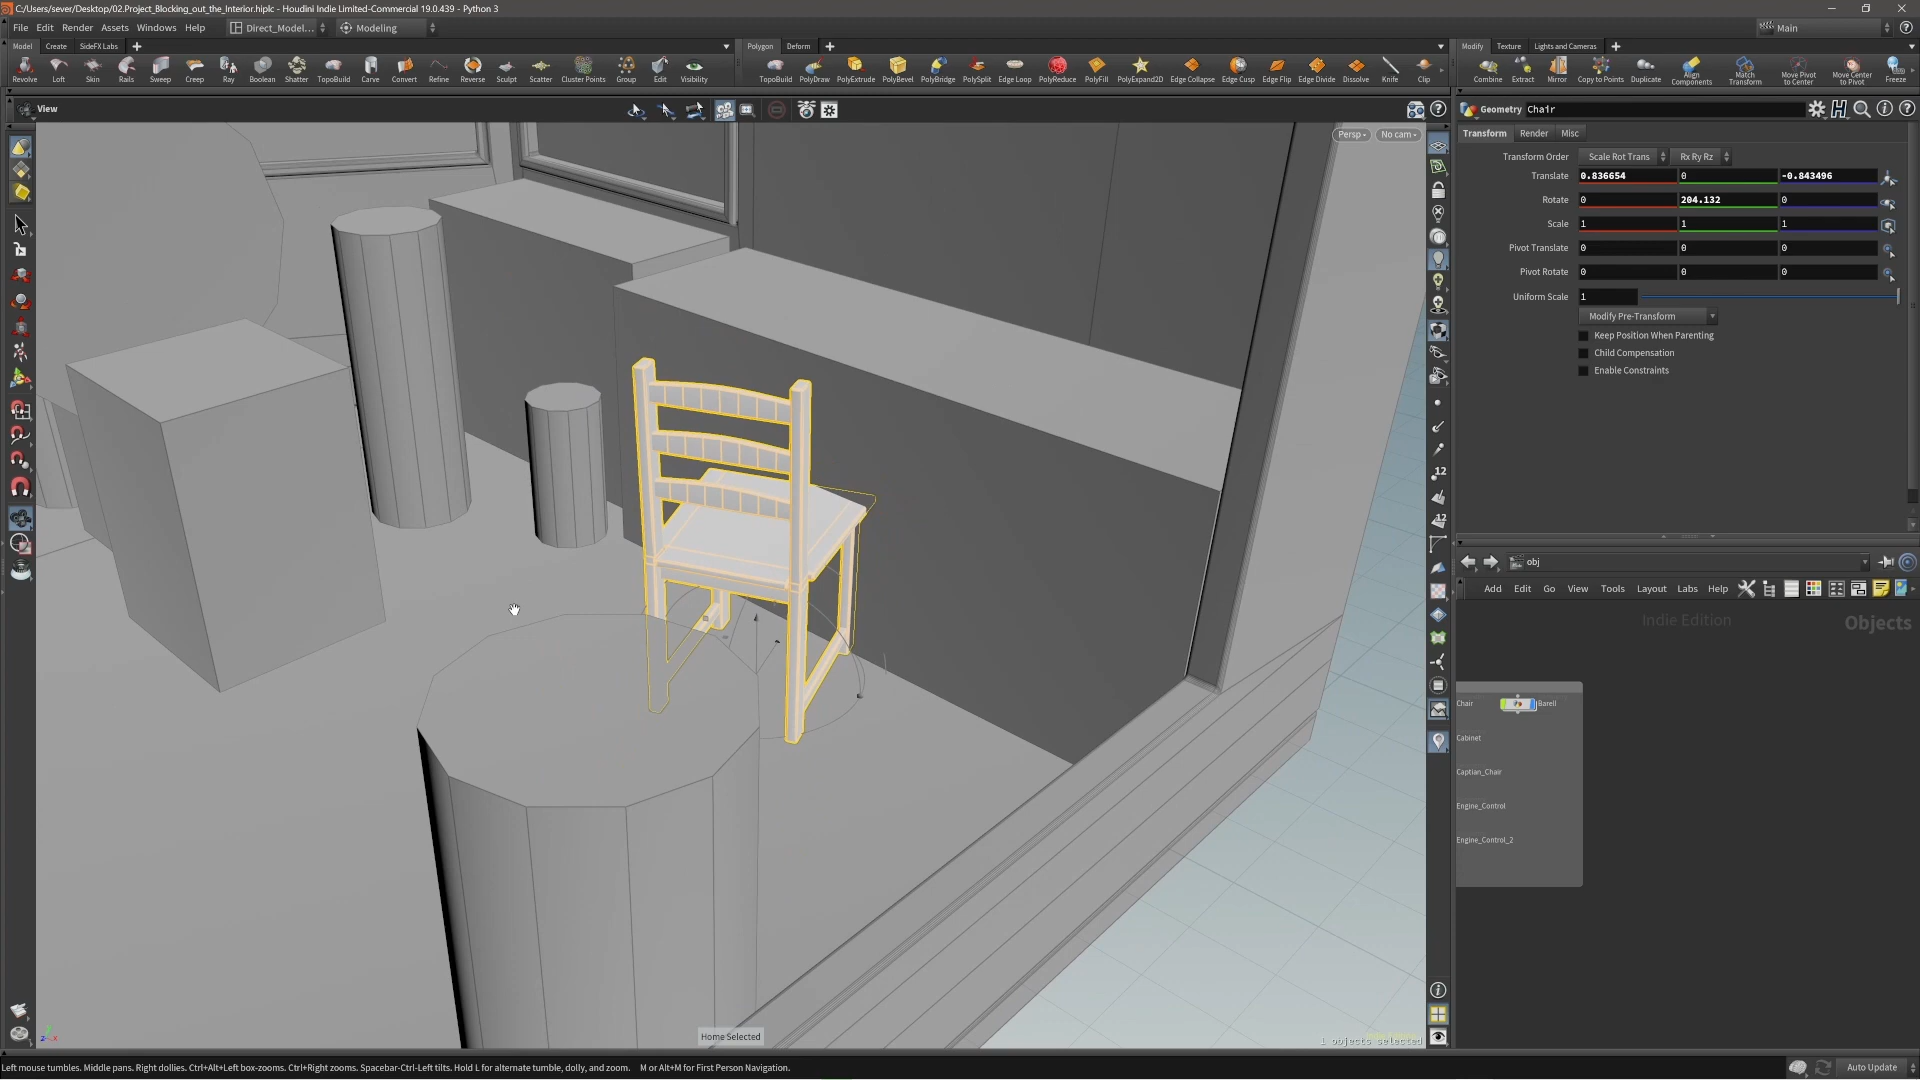 C:/Users/sever/Desktop/02.Project_Blocking_out_the_Interior.hiplc - Houdini Indie Limited-Commercial 19.0.439 - Python 3
File Edit Render Assets Windows Help Direct_Model... Modeling Main
Model Create SideFX Labs Polygon Deform Modify Texture Lights and Cameras
Revolve Loft Skin Rails Sweep Creep Ray Boolean Shatter TopoBuild Carve Convert Refine Reverse Sculpt Scatter Cluster Points Group Edit Visibility
TopoBuild PolyDraw PolyExtrude PolyBevel PolyBridge PolySplit Edge Loop PolyReduce PolyFill PolyExpand2D Edge Collapse Edge Cusp Edge Flip Edge Divide Dissolve Knife Clip
Combine Extract Mirror Copy to Points Duplicate Align Components Match Transform Move Pivot to Center Move Center to Pivot Freeze
View
Persp No cam
Geometry Chair
Transform Render Misc
Transform Order Scale Rot Trans Rx Ry Rz
Translate 0.836654 0 -0.843496
Rotate 0 204.132 0
Scale 1 1 1
Pivot Translate 0 0 0
Pivot Rotate 0 0 0
Uniform Scale 1
Modify Pre-Transform
Keep Position When Parenting
Child Compensation
Enable Constraints
12
12
obj
Add Edit Go View Tools Layout Labs Help
Indie Edition Objects
Chair Barell
Cabinet
Captian_Chair
Engine_Control
Engine_Control_2
Home Selected
1 objects selected
Left mouse tumbles. Middle pans. Right dollies. Ctrl+Alt+Left box-zooms. Ctrl+Right zooms. Spacebar-Ctrl-Left tilts. Hold L for alternate tumble, dolly, and zoom. M or Alt+M for First Person Navigation.
Auto Update